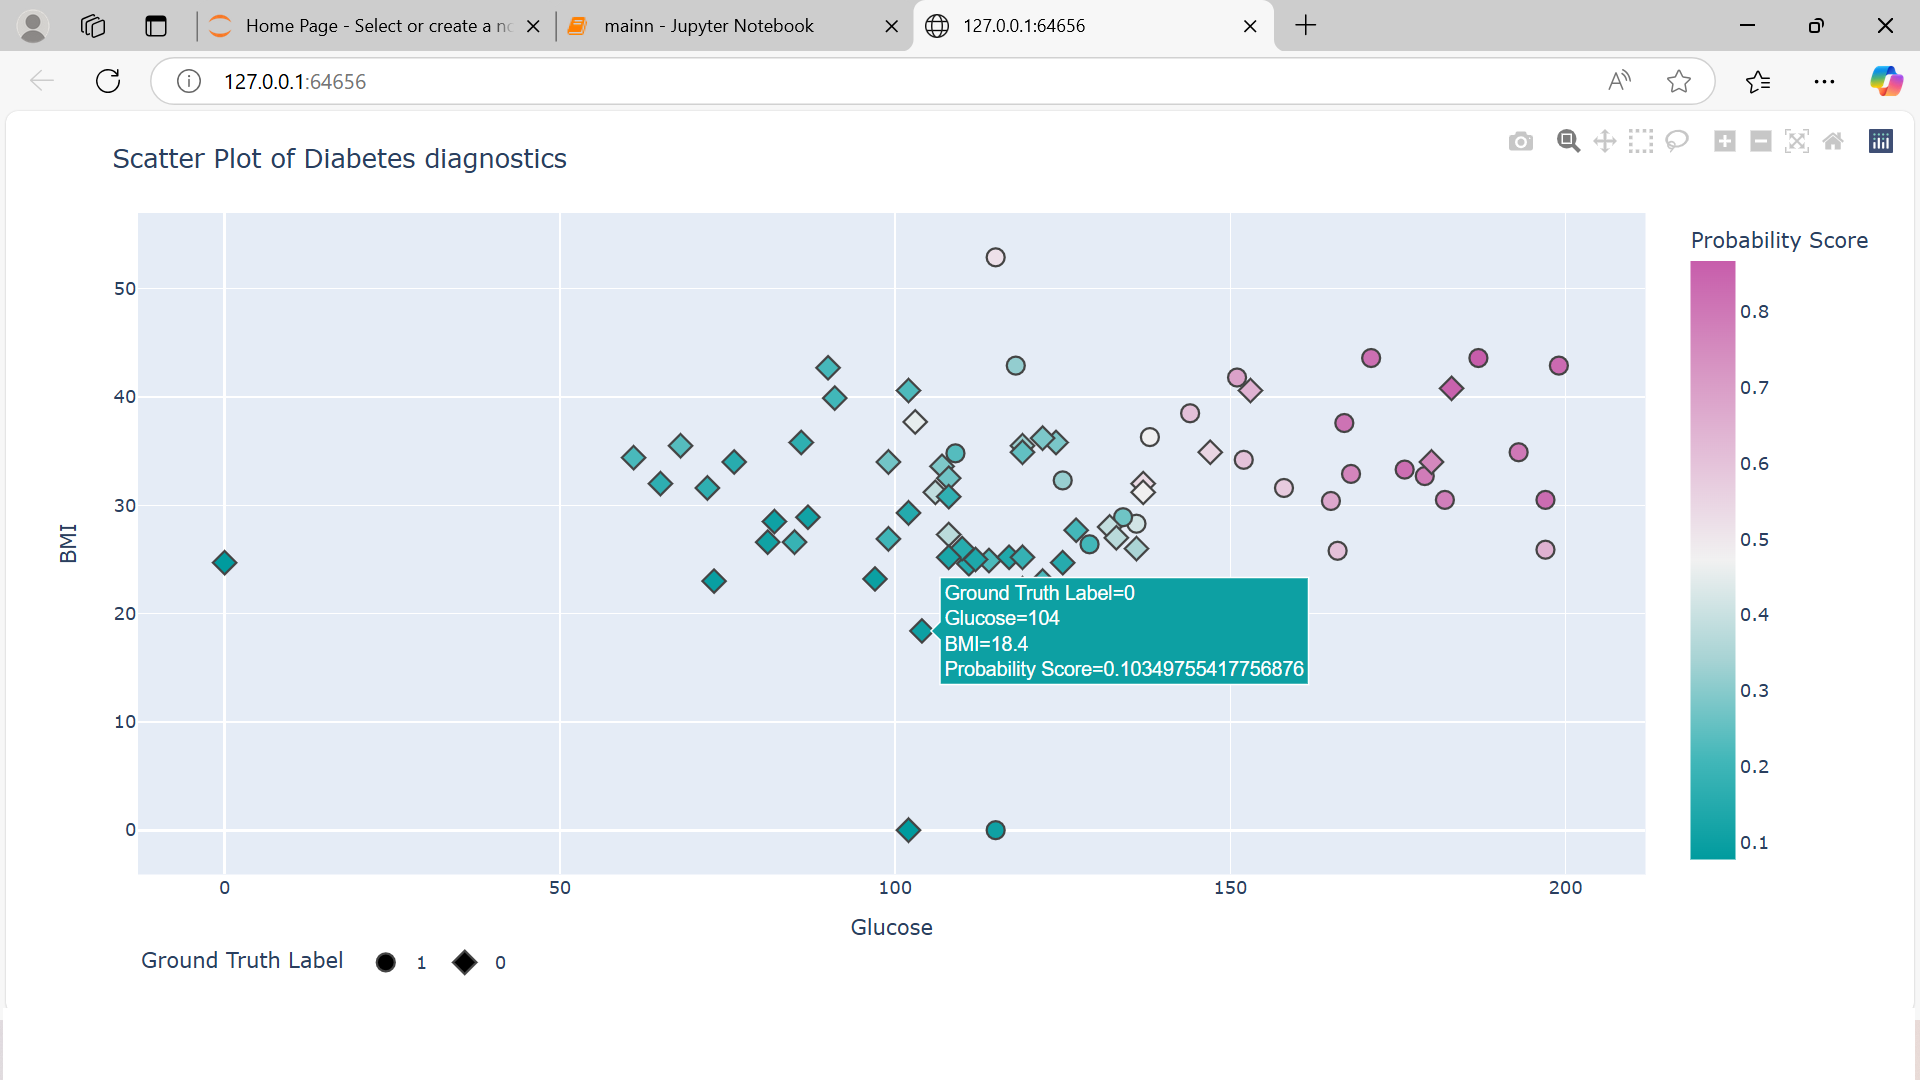 Home Page - Select or create a no
mainn - Jupyter Notebook
127.0.0.1:64656
127.0.0.1:64656
Scatter Plot of Diabetes diagnostics
Probability Score
50
40
30
20
10
0
BMI
Ground Truth Label=0
Glucose=104
BMI=18.4
Probability Score=0.10349755417756876
0.8
0.7
0.6
0.5
0.4
0.3
0.2
0.1
0 50 100 150 200
Glucose
Ground Truth Label 1 0